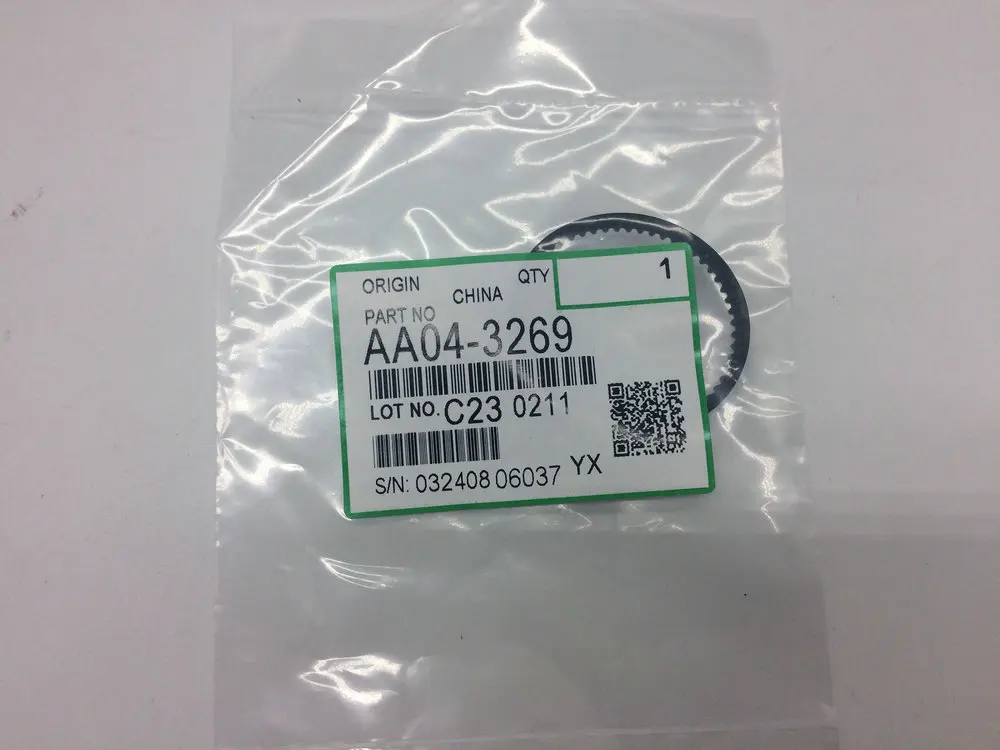 ORIGIN CHINA QTY 1
PART NO
AA04-3269
LOT NO. C23 0211
S/N: 032408 06037 YX